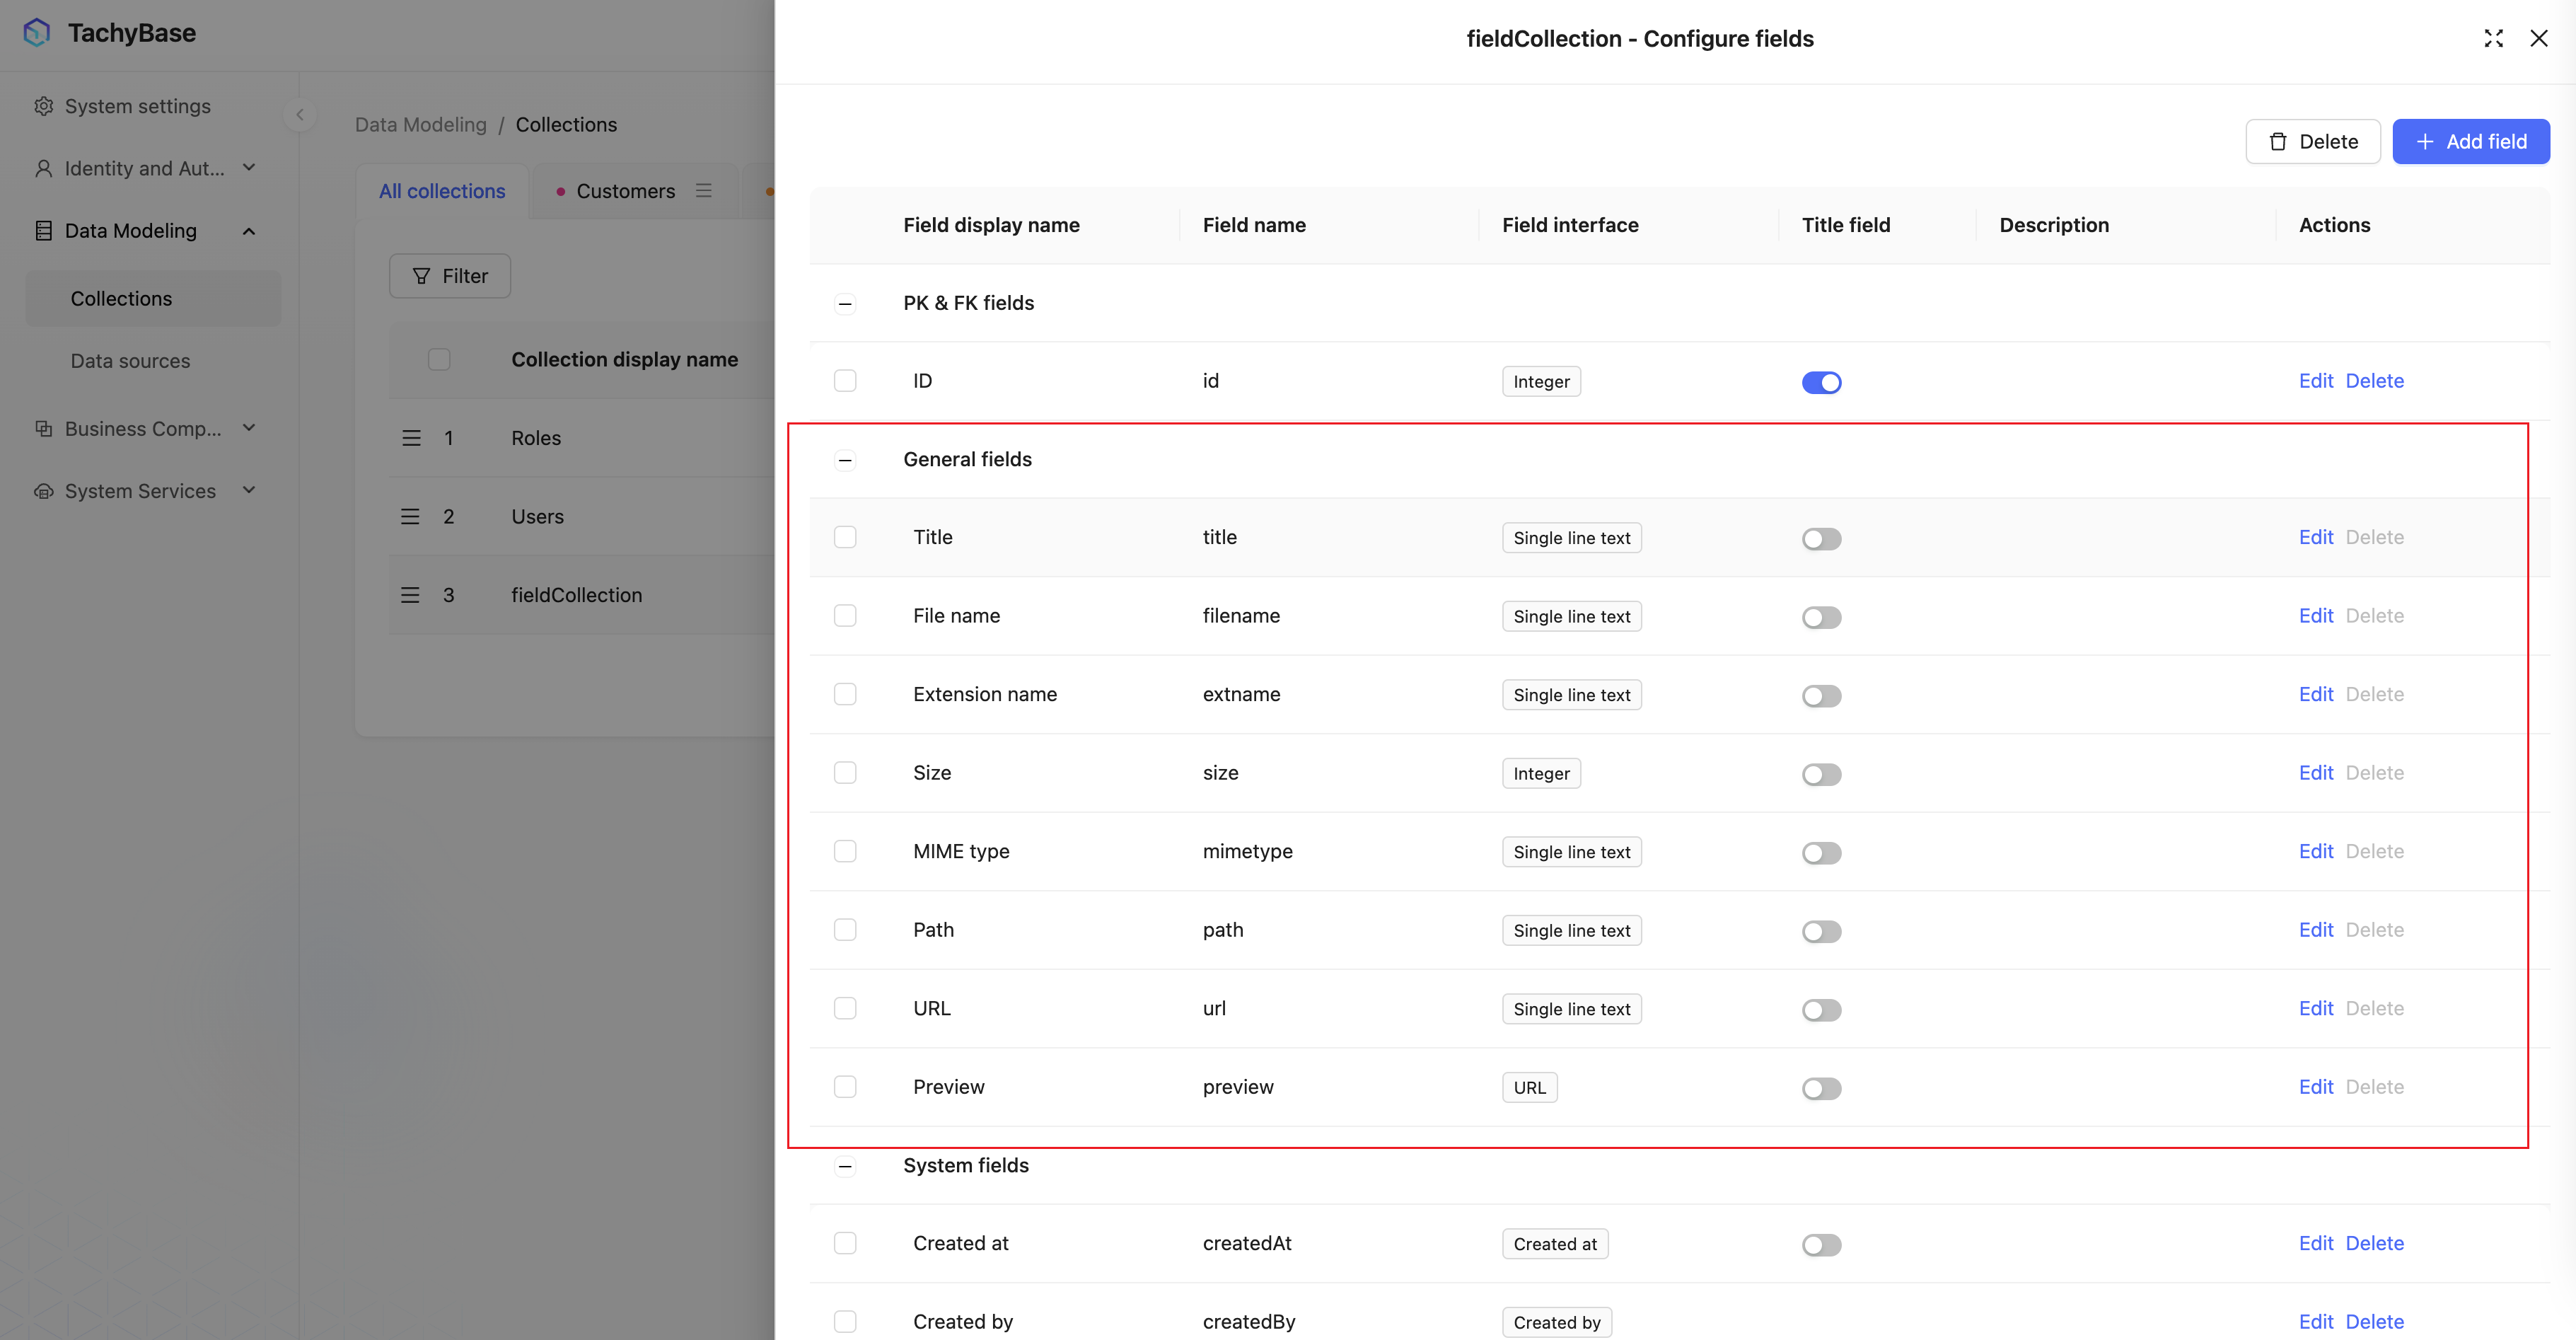 TachyBase
System settings
Identity and Aut...
Data Modeling
Collections
Data sources
Business Comp...
System Services
Data Modeling / Collections
All collections
Customers
Filter
Collection display name
1 Roles
2 Users
3 fieldCollection
fieldCollection - Configure fields
Delete
Add field
Field display name Field name Field interface Title field Description Actions
PK & FK fields
ID id Integer Edit Delete
General fields
Title title Single line text Edit Delete
File name filename Single line text Edit Delete
Extension name extname Single line text Edit Delete
Size size Integer Edit Delete
MIME type mimetype Single line text Edit Delete
Path path Single line text Edit Delete
URL url Single line text Edit Delete
Preview preview URL Edit Delete
System fields
Created at createdAt Created at Edit Delete
Created by createdBy Created by Edit Delete